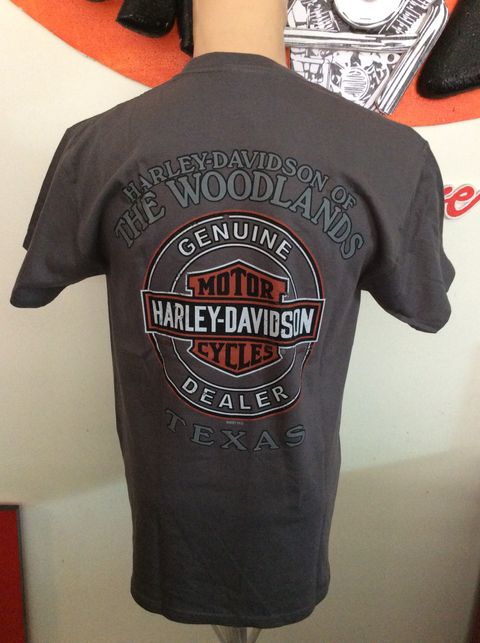 HARLEY-DAVIDSON OF
THE WOODLANDS
GENUINE
MOTOR
HARLEY-DAVIDSON
CYCLES
DEALER
TEXAS